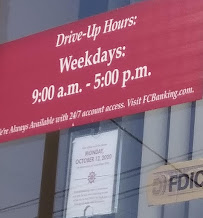 Drive-Up Hours:
Weekdays:
9:00 a.m. - 5:00 p.m.
We're Always Available with 24/7 account access. Visit FCBanking.com.
MONDAY,
OCTOBER 12, 2020
FDIC